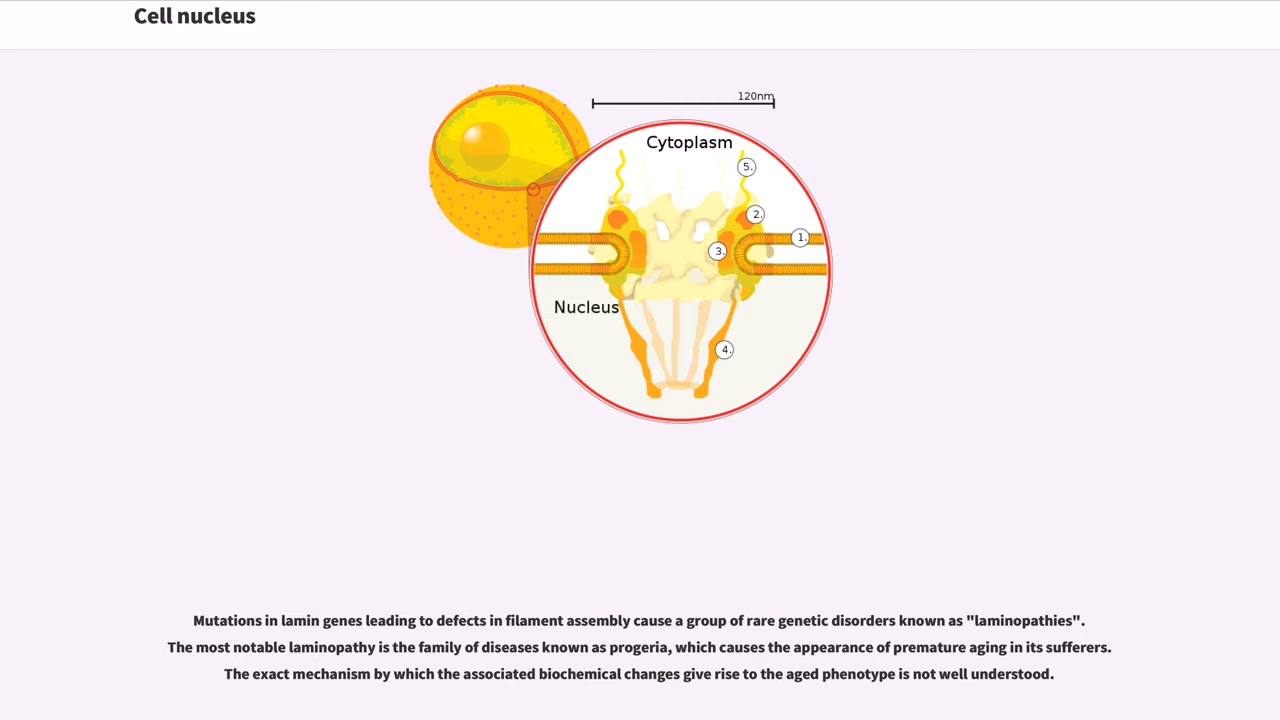 Cell nucleus
120nm
Cytoplasm
5.
2.
1.
3.
Nucleus
4.
Mutations in lamin genes leading to defects in filament assembly cause a group of rare genetic disorders known as "laminopathies".
The most notable laminopathy is the family of diseases known as progeria, which causes the appearance of premature aging in its sufferers.
The exact mechanism by which the associated biochemical changes give rise to the aged phenotype is not well understood.